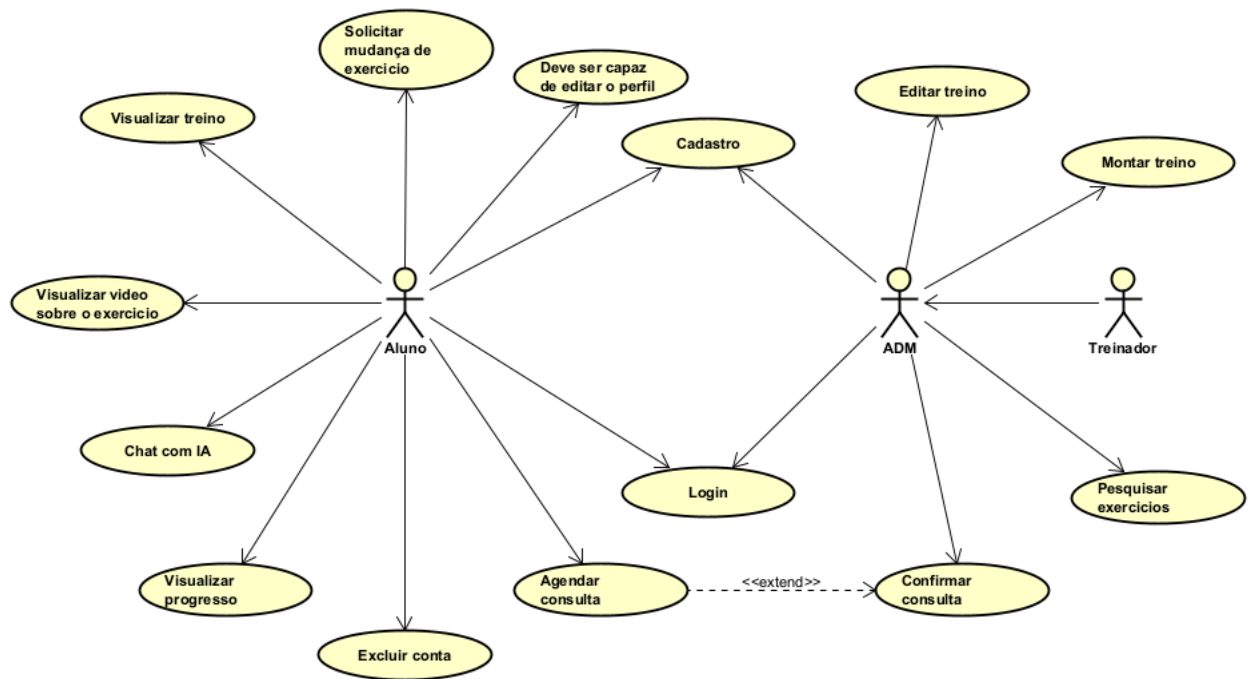 Solicitar
mudança de
exercicio
Deve ser capaz
de editar o perfil
Editar treino
Visualizar treino
Cadastro
Montar treino
Visualizar video
sobre o exercicio
Aluno
ADM
Treinador
Chat com IA
Login
Pesquisar
exercicios
Visualizar
progresso
Agendar
consulta
<<extend>>
Confirmar
consulta
Excluir conta